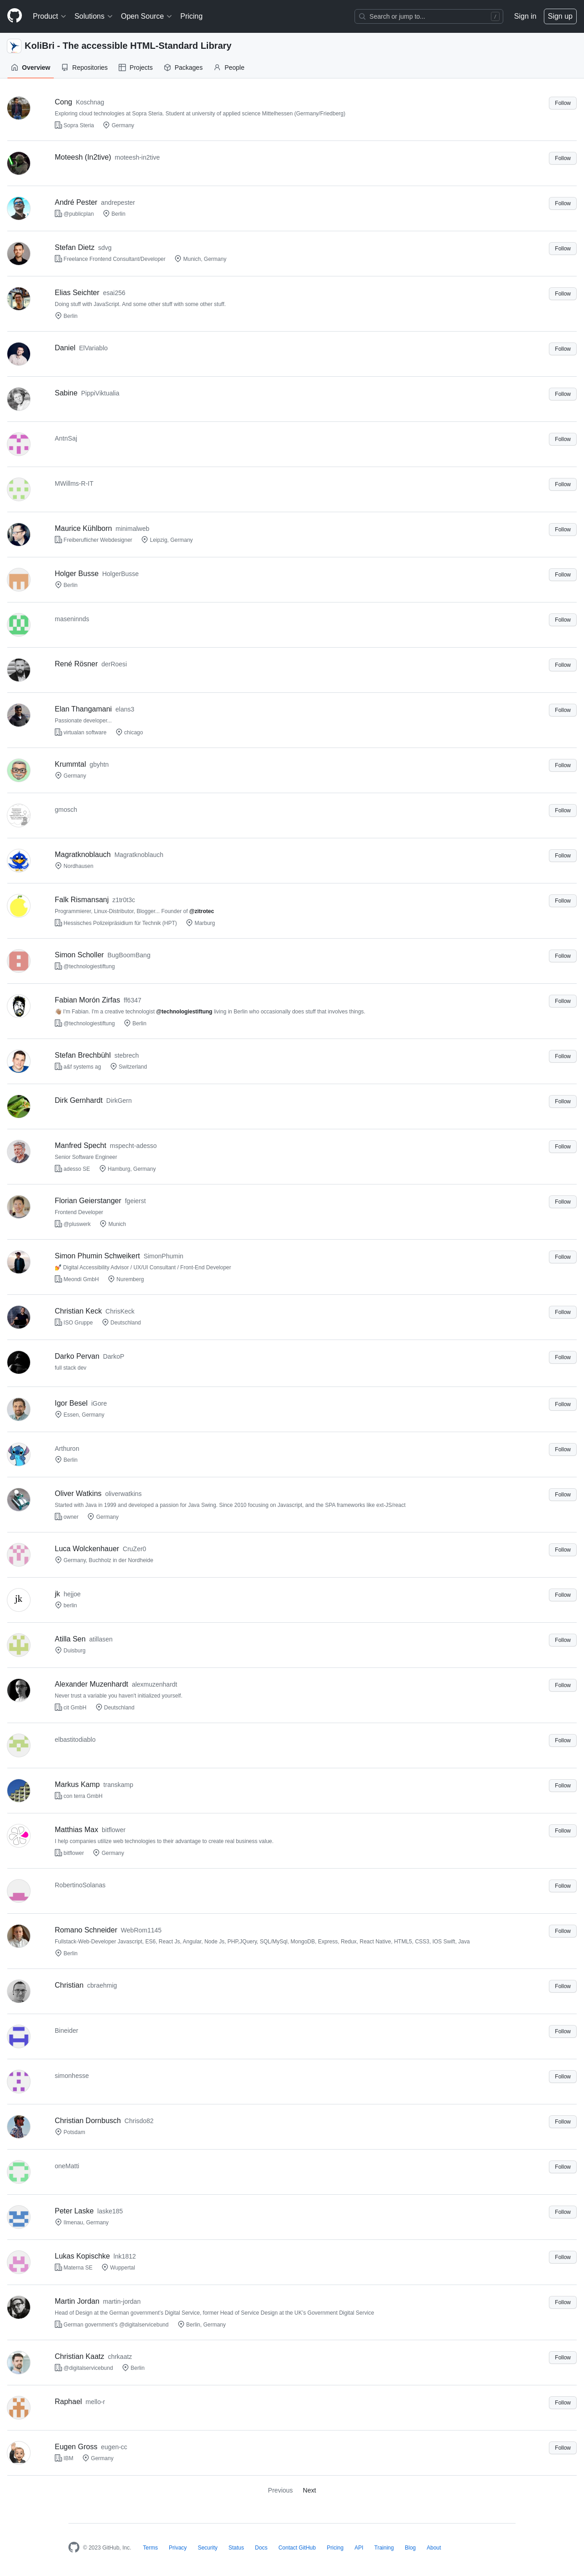 Product Solutions Open Source Pricing Search or jump to... / Sign in Sign up
KoliBri - The accessible HTML-Standard Library
Overview Repositories Projects Packages People
Cong Koschnag Follow
Exploring cloud technologies at Sopra Steria. Student at university of applied science Mittelhessen (Germany/Friedberg)
Sopra Steria Germany
Moteesh (In2tive) moteesh-in2tive Follow
André Pester andrepester Follow
@publicplan Berlin
Stefan Dietz sdvg Follow
Freelance Frontend Consultant/Developer Munich, Germany
Elias Seichter esai256 Follow
Doing stuff with JavaScript. And some other stuff with some other stuff.
Berlin
Daniel ElVariablo Follow
Sabine PippiViktualia Follow
AntnSaj Follow
MWillms-R-IT Follow
Maurice Kühlborn minimalweb Follow
Freiberuflicher Webdesigner Leipzig, Germany
Holger Busse HolgerBusse Follow
Berlin
maseninnds Follow
René Rösner derRoesi Follow
Elan Thangamani elans3 Follow
Passionate developer...
virtualan software chicago
Krummtal gbyhtn Follow
Germany
gmosch Follow
Magratknoblauch Magratknoblauch Follow
Nordhausen
Falk Rismansanj z1tr0t3c Follow
Programmierer, Linux-Distributor, Blogger... Founder of @zitrotec
Hessisches Polizeipräsidium für Technik (HPT) Marburg
Simon Scholler BugBoomBang Follow
@technologiestiftung
Fabian Morón Zirfas ff6347 Follow
👋🏽 I'm Fabian. I'm a creative technologist @technologiestiftung living in Berlin who occasionally does stuff that involves things.
@technologiestiftung Berlin
Stefan Brechbühl stebrech Follow
a&f systems ag Switzerland
Dirk Gernhardt DirkGern Follow
Manfred Specht mspecht-adesso Follow
Senior Software Engineer
adesso SE Hamburg, Germany
Florian Geierstanger fgeierst Follow
Frontend Developer
@pluswerk Munich
Simon Phumin Schweikert SimonPhumin Follow
💅 Digital Accessibility Advisor / UX/UI Consultant / Front-End Developer
Meondi GmbH Nuremberg
Christian Keck ChrisKeck Follow
ISO Gruppe Deutschland
Darko Pervan DarkoP Follow
full stack dev
Igor Besel iGore Follow
Essen, Germany
Arthuron Follow
Berlin
Oliver Watkins oliverwatkins Follow
Started with Java in 1999 and developed a passion for Java Swing. Since 2010 focusing on Javascript, and the SPA frameworks like ext-JS/react
owner Germany
Luca Wolckenhauer CruZer0 Follow
Germany, Buchholz in der Nordheide
jk hejjoe Follow
berlin
Atilla Sen atillasen Follow
Duisburg
Alexander Muzenhardt alexmuzenhardt Follow
Never trust a variable you haven't initialized yourself.
cit GmbH Deutschland
elbastitodiablo Follow
Markus Kamp transkamp Follow
con terra GmbH
Matthias Max bitflower Follow
I help companies utilize web technologies to their advantage to create real business value.
bitflower Germany
RobertinoSolanas Follow
Romano Schneider WebRom1145 Follow
Fullstack-Web-Developer Javascript, ES6, React Js, Angular, Node Js, PHP,JQuery, SQL/MySql, MongoDB, Express, Redux, React Native, HTML5, CSS3, IOS Swift, Java
Berlin
Christian cbraehmig Follow
Bineider Follow
simonhesse Follow
Christian Dornbusch Chrisdo82 Follow
Potsdam
oneMatti Follow
Peter Laske laske185 Follow
Ilmenau, Germany
Lukas Kopischke lnk1812 Follow
Materna SE Wuppertal
Martin Jordan martin-jordan Follow
Head of Design at the German government's Digital Service, former Head of Service Design at the UK's Government Digital Service
German government's @digitalservicebund Berlin, Germany
Christian Kaatz chrkaatz Follow
@digitalservicebund Berlin
Raphael mello-r Follow
Eugen Gross eugen-cc Follow
IBM Germany
Previous Next
© 2023 GitHub, Inc. Terms Privacy Security Status Docs Contact GitHub Pricing API Training Blog About